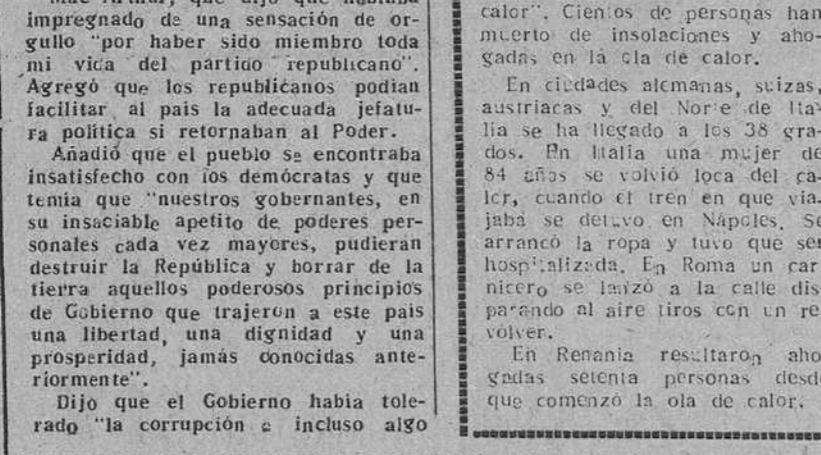 Mac Arthur, que dijo que hablaba
impregnado de una sensación de or-
gullo "por haber sido miembro toda
mi vida del partido republicano".
Agregó que los republicanos podían
facilitar al país la adecuada jefatu-
ra política si retornaban al Poder.
Añadió que el pueblo se encontraba
insatisfecho con los demócratas y que
temía que "nuestros gobernantes, en
su insaciable apetito de poderes per-
sonales cada vez mayores, pudieran
destruir la República y borrar de la
tierra aquellos poderosos principios
de Gobierno que trajeron a este país
una libertad, una dignidad y una
prosperidad, jamás conocidas ante-
riormente".
Dijo que el Gobierno había tole-
rado "la corrupción e incluso algo
calor". Cientos de personas han
muerto de insolaciones y aho-
gadas en la ola de calor.
En ciudades alemanas, suizas,
austriacas y del Norte de Ita-
lia se ha llegado a los 38 gra-
dos. En Italia una mujer de
84 años se volvió loca del ca-
lor, cuando el tren en que via-
jaba se detuvo en Nápoles. Se
arrancó la ropa y tuvo que ser
hospitalizada. En Roma un car
nicero se lanzó a la calle dis
parando al aire tiros con un re
vólver.
En Renania resultaron aho
gadas setenta personas desde
que comenzó la ola de calor.